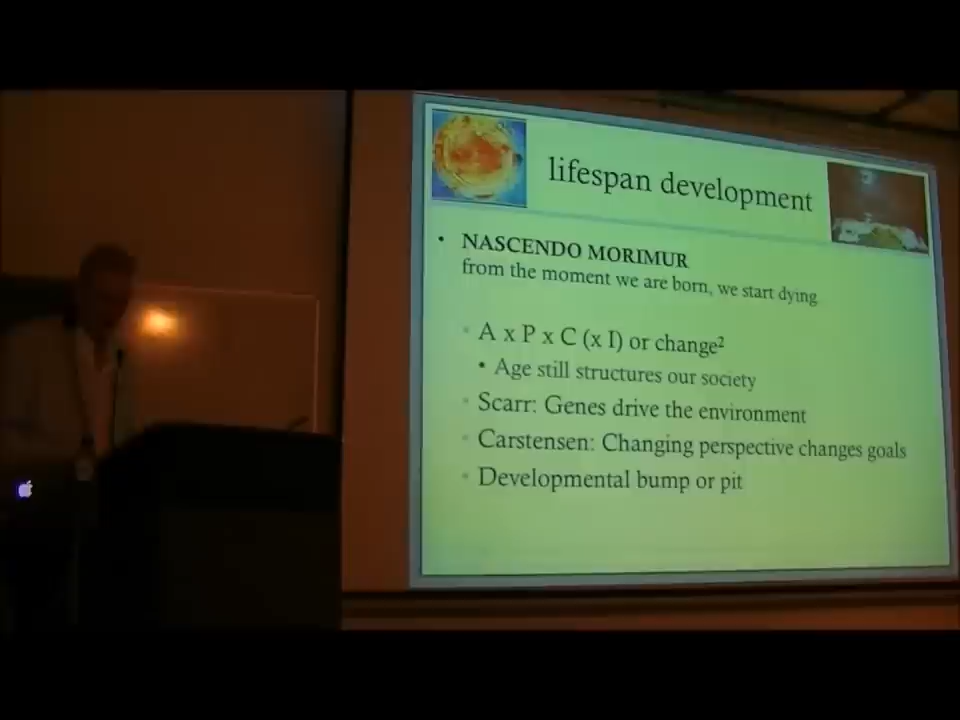 lifespan development
• NASCENDO MORIMUR
from the moment we are born, we start dying
• A x P x C (x I) or change²
• Age still structures our society
• Scarr: Genes drive the environment
• Carstensen: Changing perspective changes goals
• Developmental bump or pit